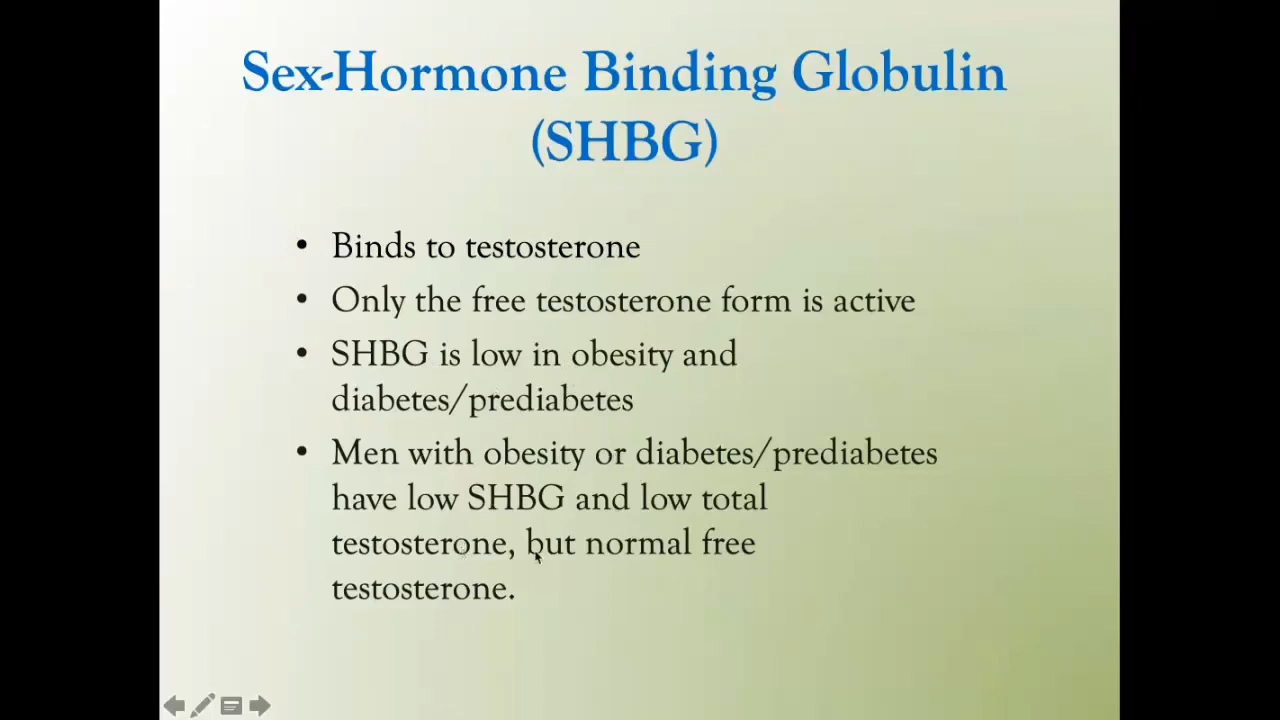 Sex-Hormone Binding Globulin
(SHBG)
• Binds to testosterone
• Only the free testosterone form is active
• SHBG is low in obesity and
diabetes/prediabetes
• Men with obesity or diabetes/prediabetes
have low SHBG and low total
testosterone, but normal free
testosterone.